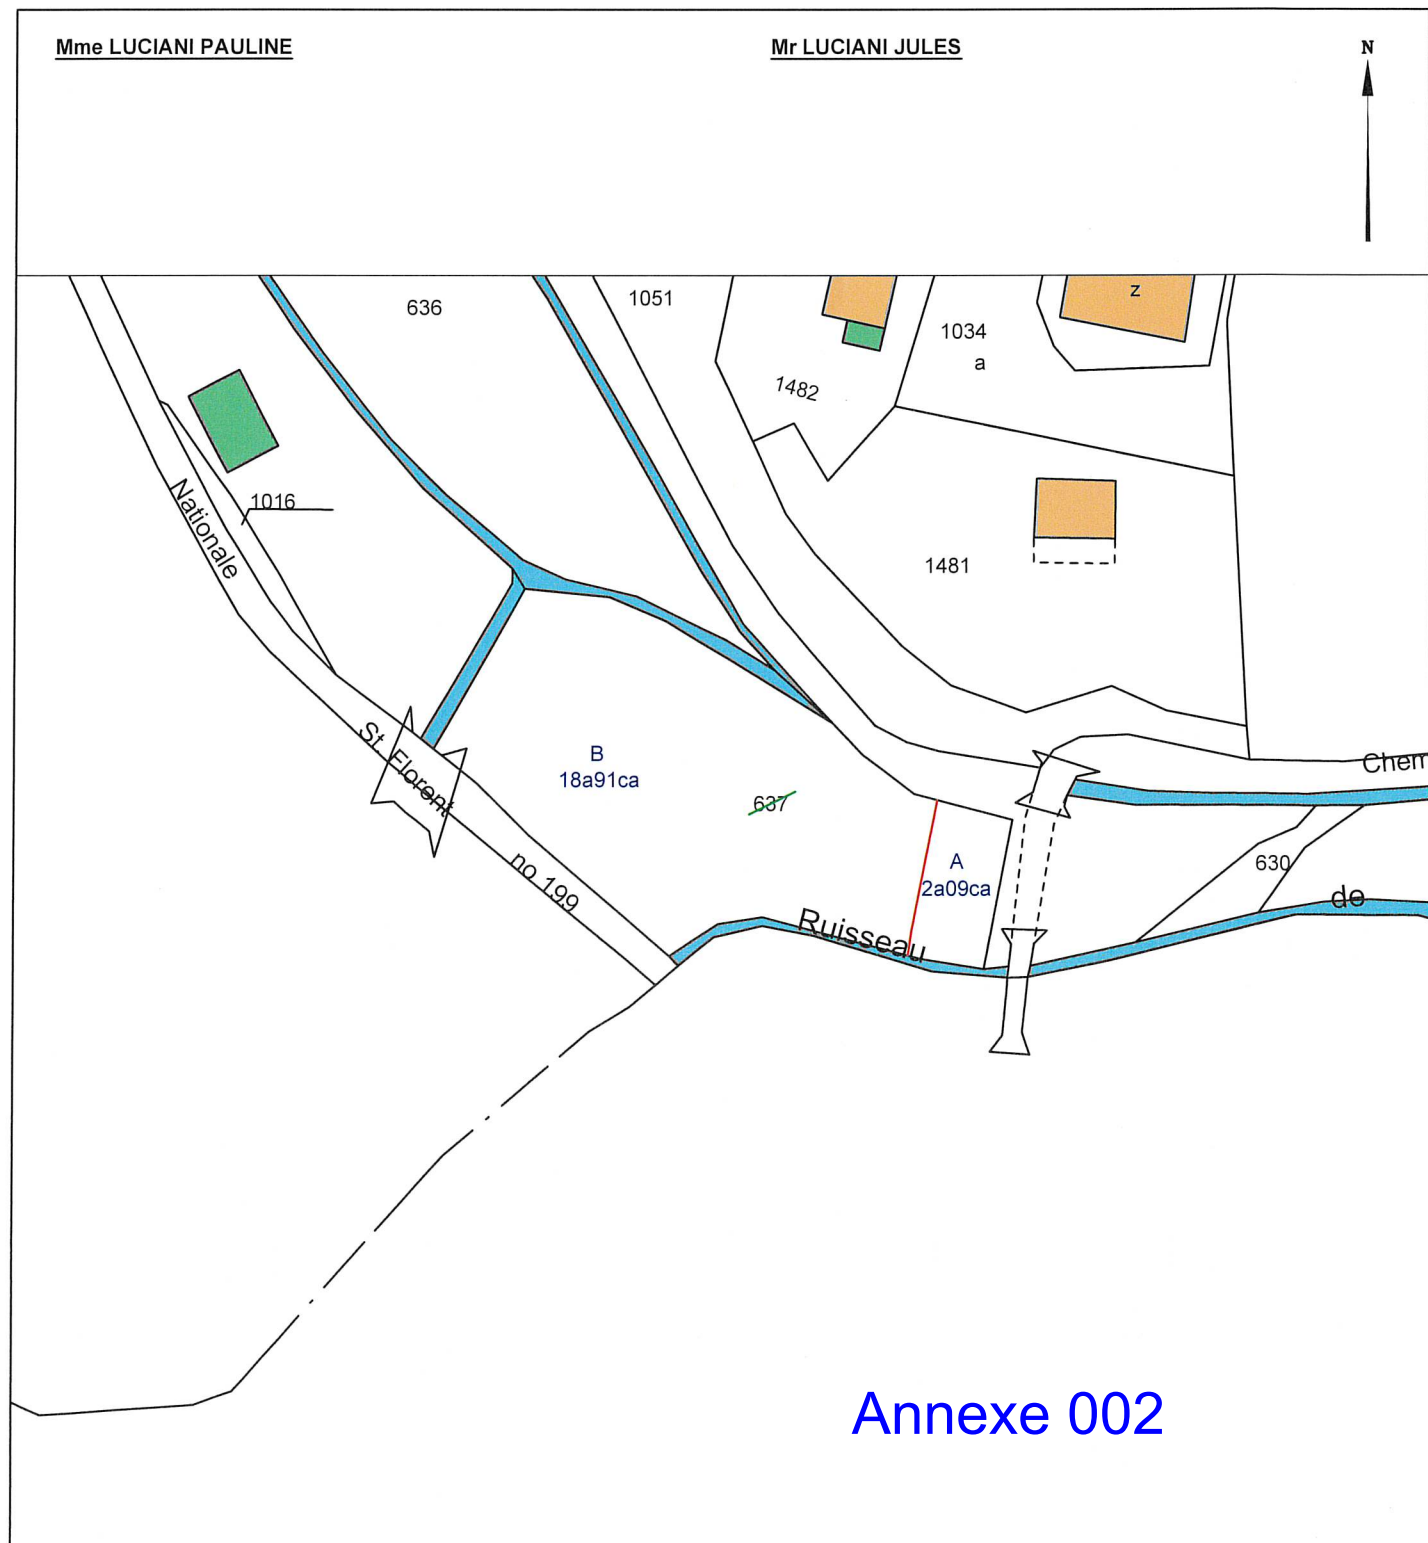 Mme LUCIANI PAULINE
Mr LUCIANI JULES
N
636
1051
z
1034
a
1482
1016
Nationale
1481
St. Florent
B
18a91ca
637
Chem
A
2a09ca
630
no 199
de
Ruisseau
Annexe 002